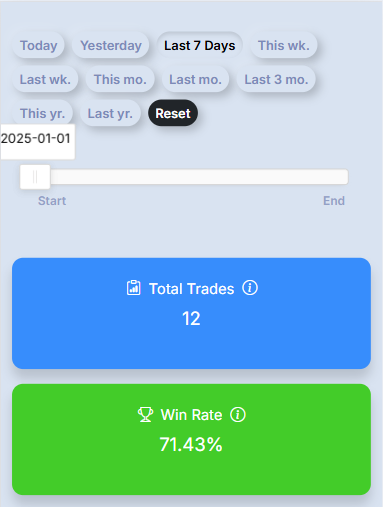 Today Yesterday Last 7 Days This wk.
Last wk. This mo. Last mo. Last 3 mo.
This yr. Last yr. Reset
2025-01-01
Start End
Total Trades
12
Win Rate
71.43%